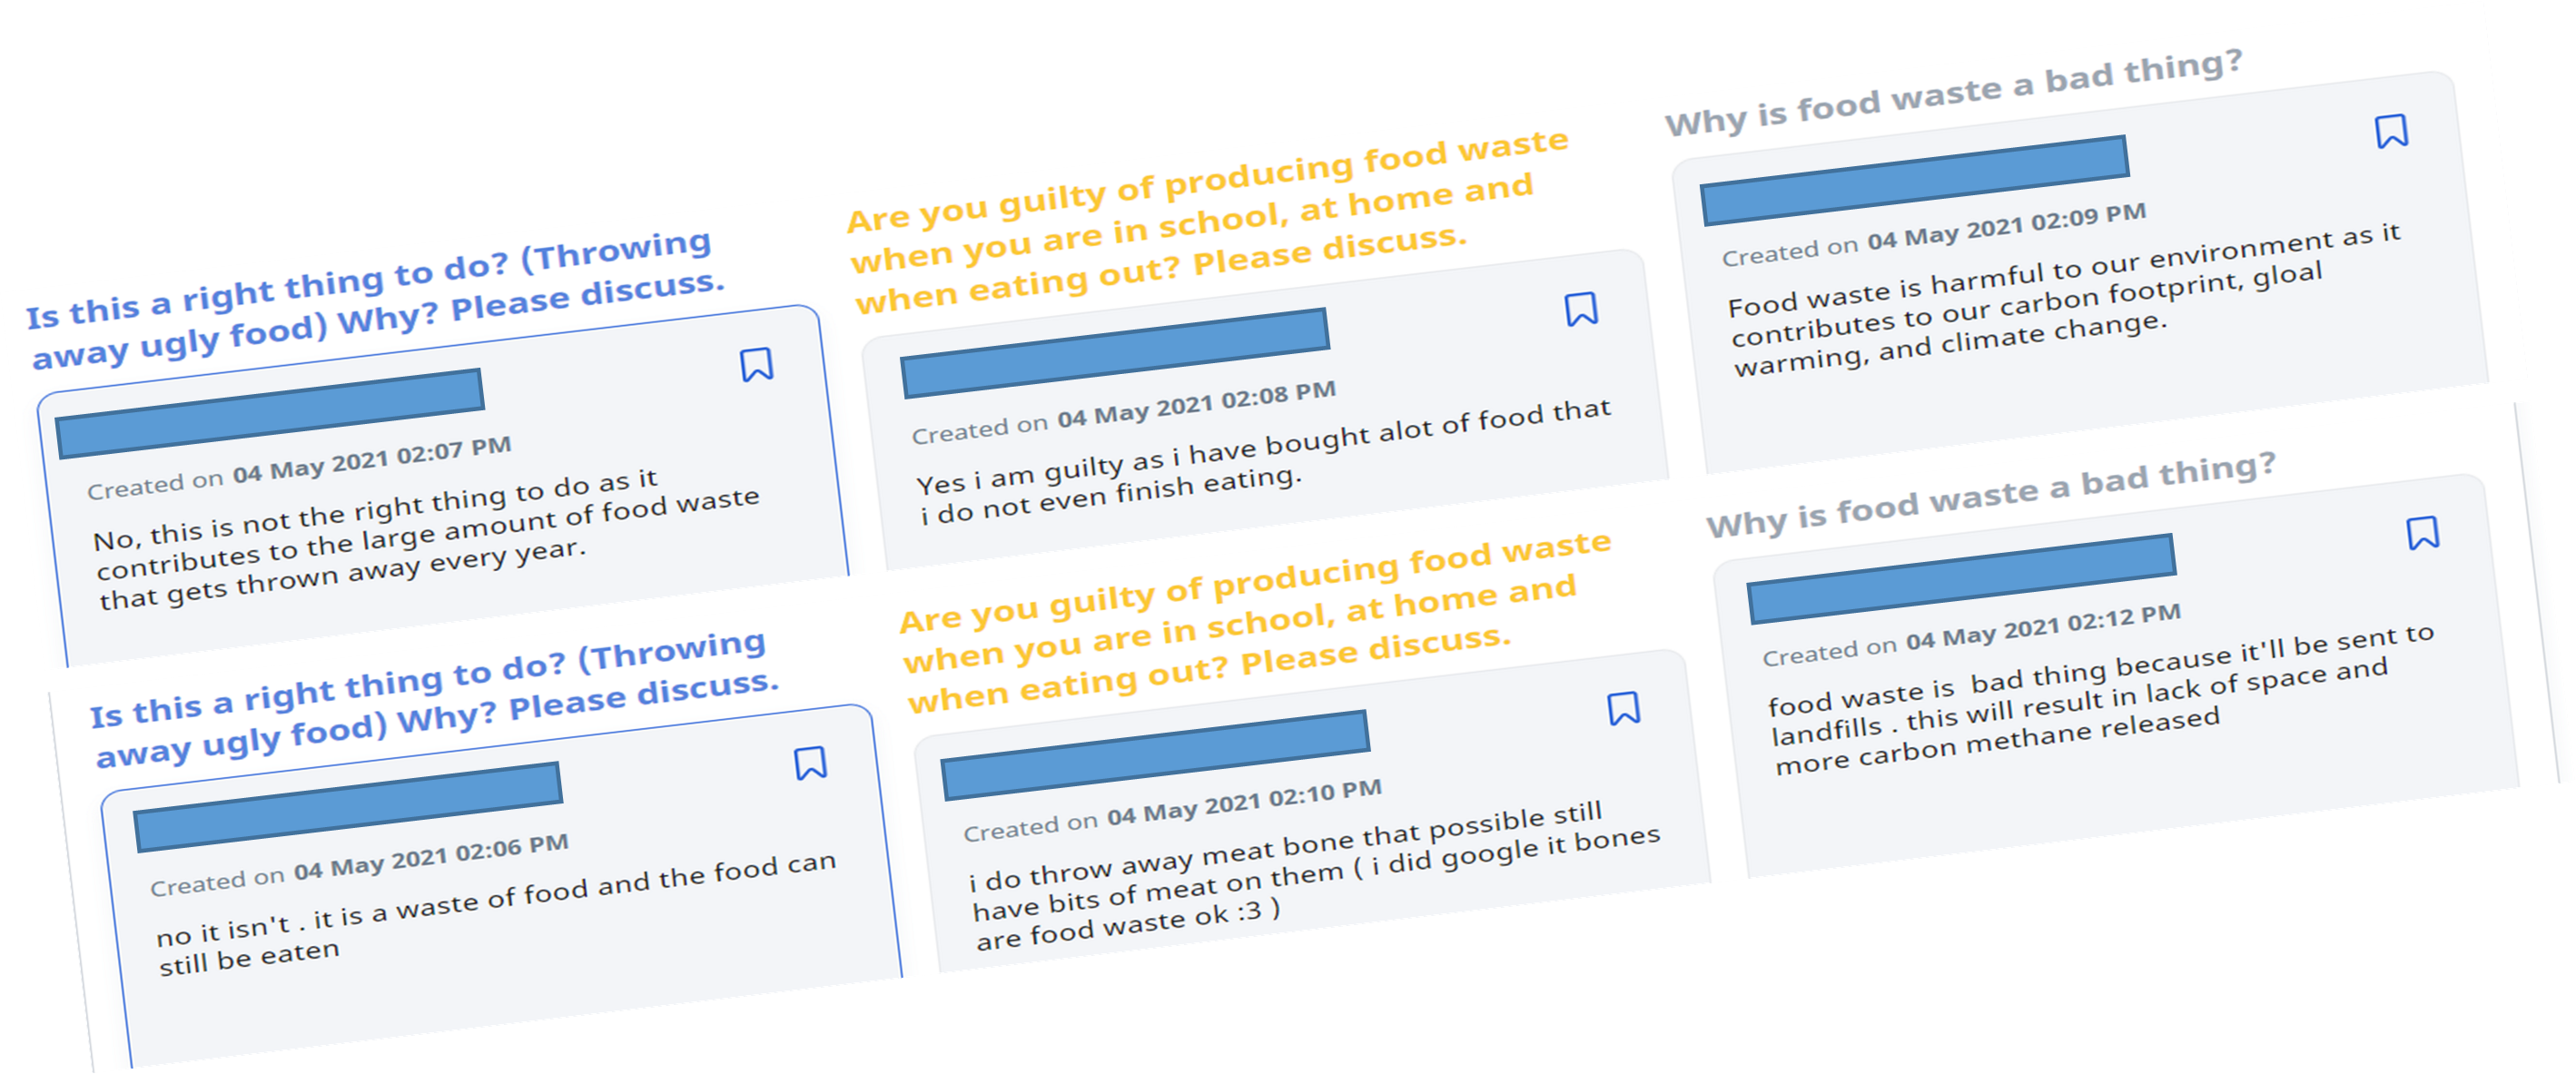 Is this a right thing to do? (Throwing
away ugly food) Why? Please discuss.
Created on 04 May 2021 02:07 PM
No, this is not the right thing to do as it
contributes to the large amount of food waste
that gets thrown away every year.
Are you guilty of producing food waste
when you are in school, at home and
when eating out? Please discuss.
Created on 04 May 2021 02:08 PM
Yes i am guilty as i have bought alot of food that
i do not even finish eating.
Why is food waste a bad thing?
Created on 04 May 2021 02:09 PM
Food waste is harmful to our environment as it
contributes to our carbon footprint, gloal
warming, and climate change.
Is this a right thing to do? (Throwing
away ugly food) Why? Please discuss.
Created on 04 May 2021 02:06 PM
no it isn't . it is a waste of food and the food can
still be eaten
Are you guilty of producing food waste
when you are in school, at home and
when eating out? Please discuss.
Created on 04 May 2021 02:10 PM
i do throw away meat bone that possible still
have bits of meat on them ( i did google it bones
are food waste ok :3 )
Why is food waste a bad thing?
Created on 04 May 2021 02:12 PM
food waste is  bad thing because it'll be sent to
landfills . this will result in lack of space and
more carbon methane released